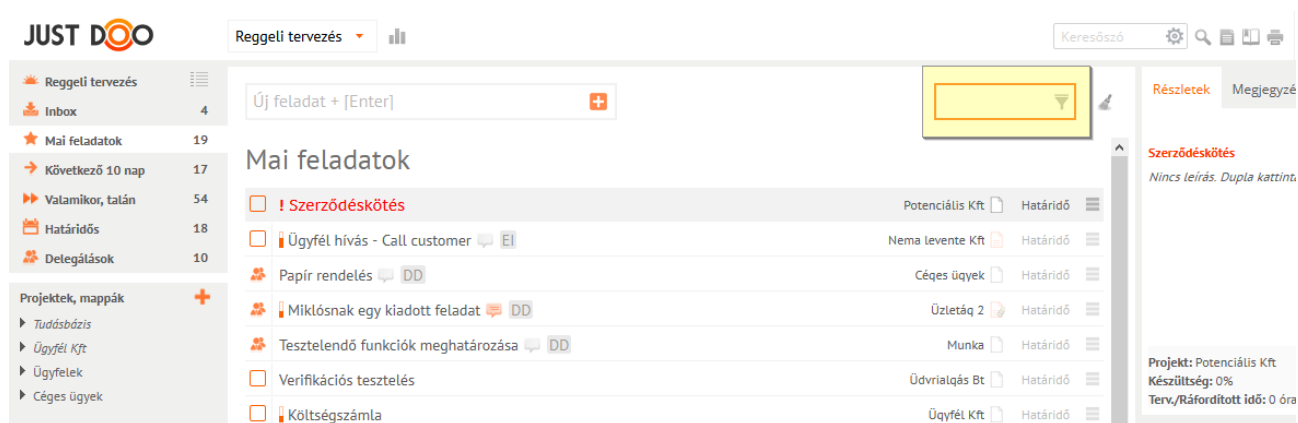 JUST DOO
Reggeli tervezés
Keresőszó
Reggeli tervezés
Inbox 4
Mai feladatok 19
Következő 10 nap 17
Valamikor, talán 54
Határidős 18
Delegálások 10
Projektek, mappák
Tudásbázis
Ügyfél Kft
Ügyfelek
Céges ügyek
Új feladat + [Enter]
Mai feladatok
! Szerződéskötés Potenciális Kft Határidő
Ügyfél hívás - Call customer EI Nema levente Kft Határidő
Papír rendelés DD Céges ügyek Határidő
Miklósnak egy kiadott feladat DD Üzletág 2 Határidő
Tesztelendő funkciók meghatározása DD Munka Határidő
Verifikációs tesztelés Üdvrialgás Bt Határidő
Költségszámla Ügyfél Kft Határidő
Részletek Megjegyzé
Szerződéskötés
Nincs leírás. Dupla kattint
Projekt: Potenciális Kft
Készültség: 0%
Terv./Ráfordított idő: 0 óra